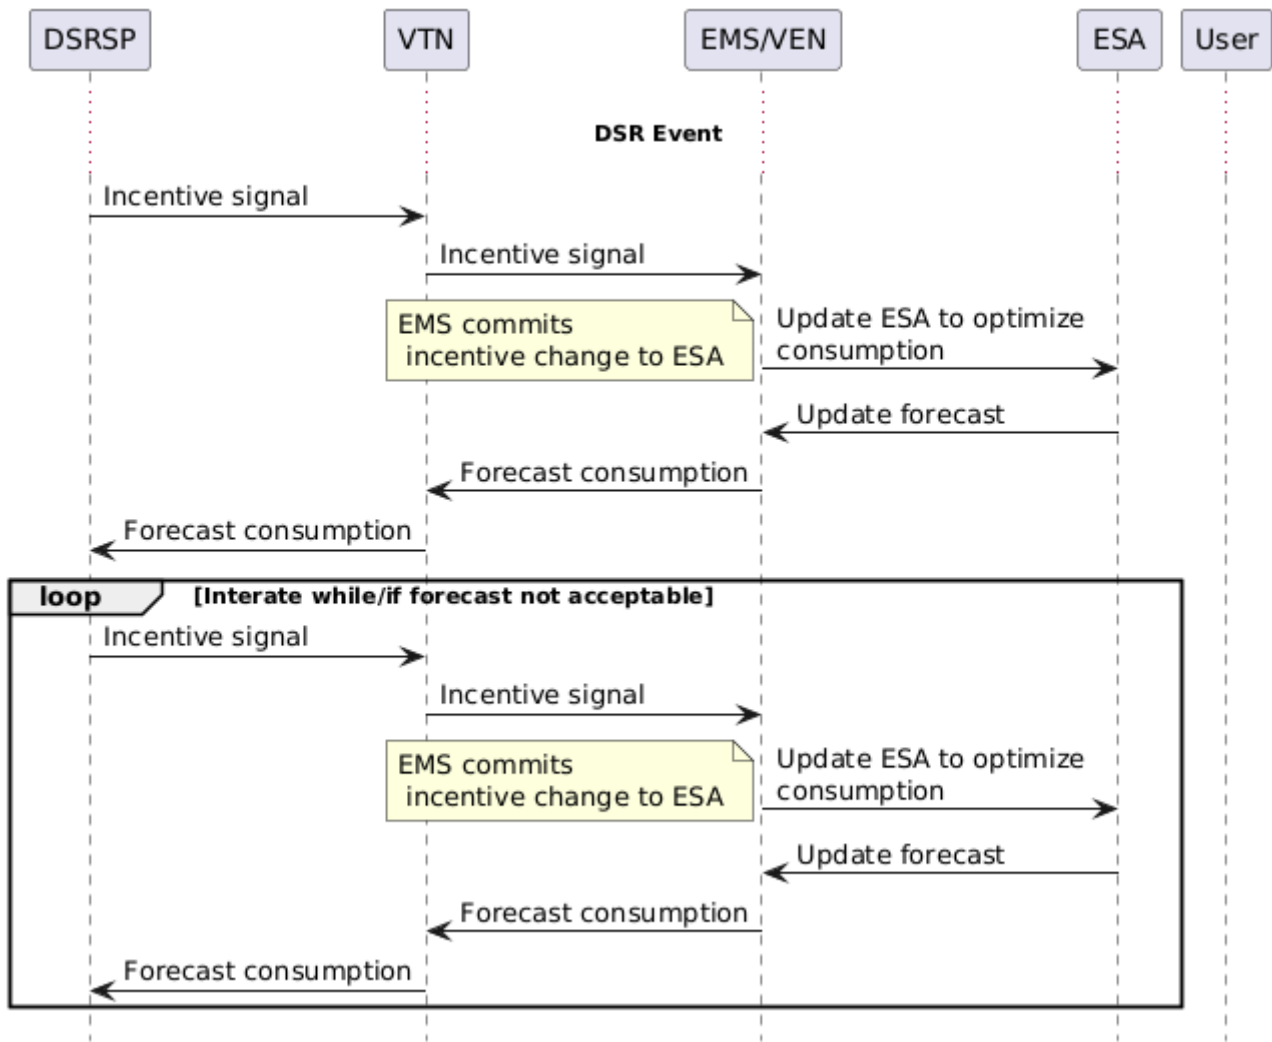 DSRSP VTN EMS/VEN ESA User
DSR Event
Incentive signal
Incentive signal
EMS commits
incentive change to ESA
Update ESA to optimize
consumption
Update forecast
Forecast consumption
Forecast consumption
loop [Interate while/if forecast not acceptable]
Incentive signal
Incentive signal
EMS commits
incentive change to ESA
Update ESA to optimize
consumption
Update forecast
Forecast consumption
Forecast consumption